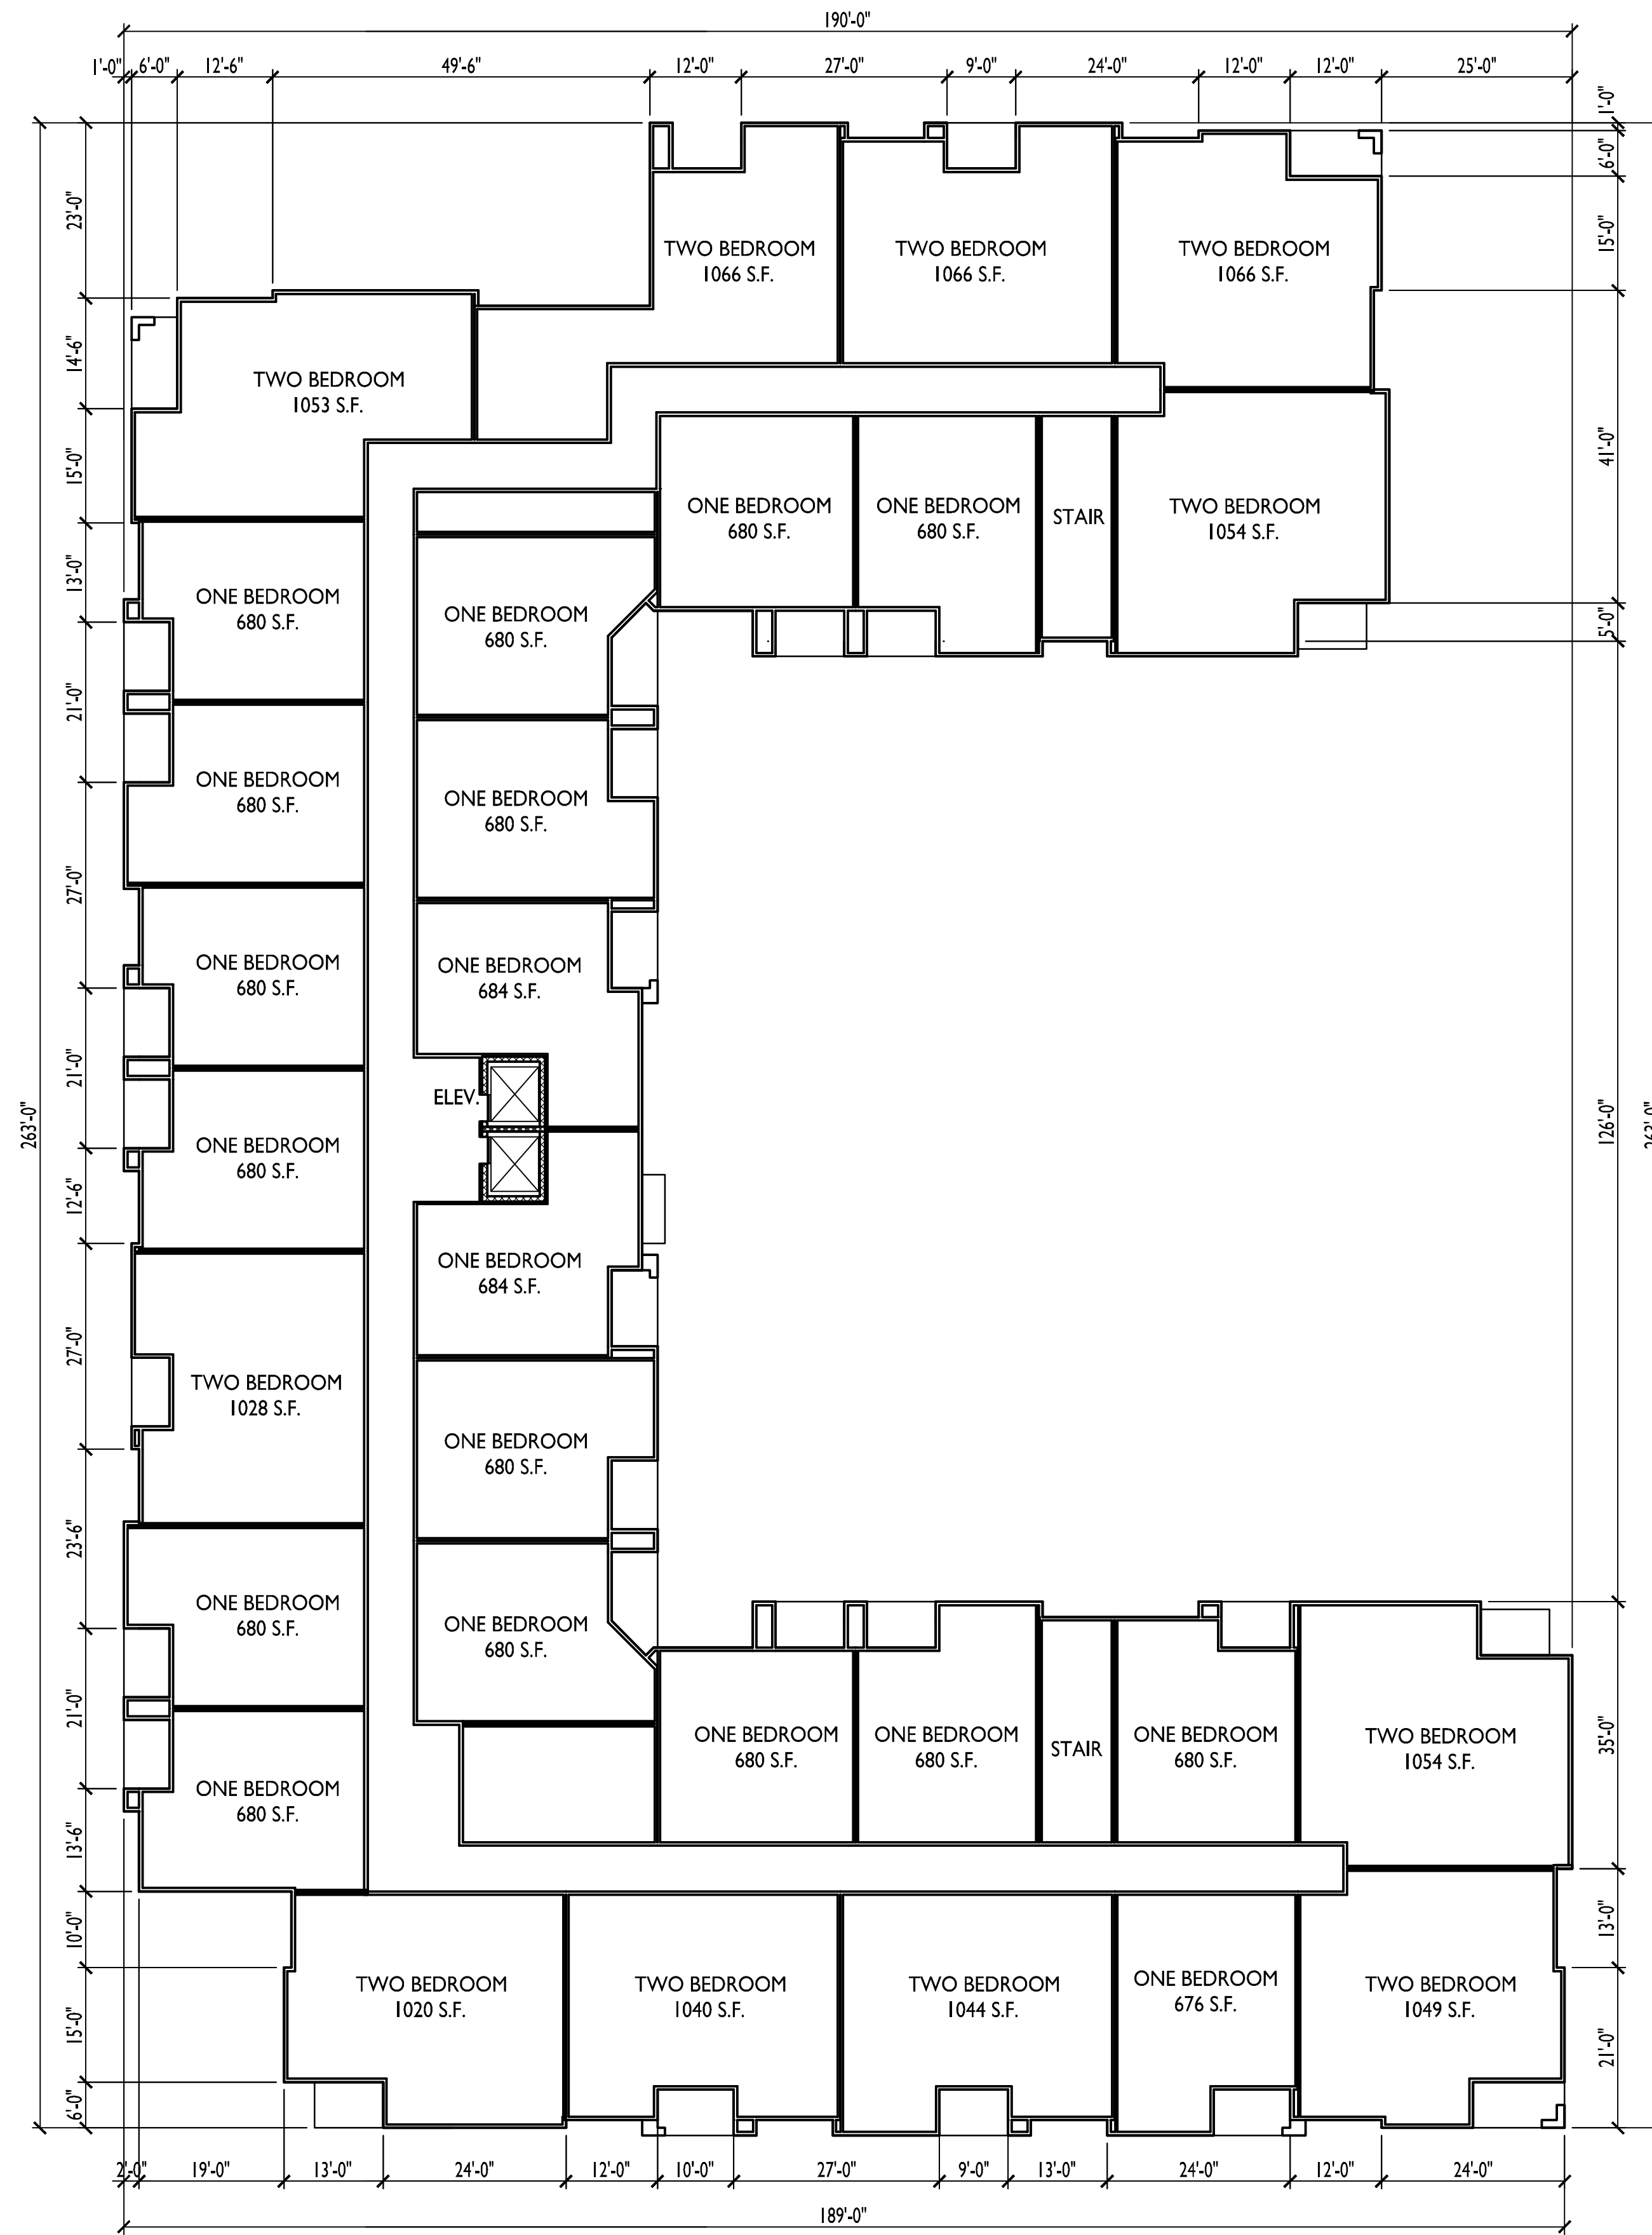 190'-0"
1'-0"
6'-0"
12'-6"
49'-6"
12'-0"
27'-0"
9'-0"
24'-0"
12'-0"
12'-0"
25'-0"
1'-0"
6'-0"
15'-0"
41'-0"
5'-0"
126'-0"
263'-0"
35'-0"
13'-0"
21'-0"
263'-0"
23'-0"
14'-6"
15'-0"
13'-0"
21'-0"
27'-0"
21'-0"
12'-6"
27'-0"
23'-6"
21'-0"
13'-6"
10'-0"
15'-0"
6'-0"
TWO BEDROOM
1066 S.F.
TWO BEDROOM
1066 S.F.
TWO BEDROOM
1066 S.F.
TWO BEDROOM
1053 S.F.
ONE BEDROOM
680 S.F.
ONE BEDROOM
680 S.F.
STAIR
TWO BEDROOM
1054 S.F.
ONE BEDROOM
680 S.F.
ONE BEDROOM
680 S.F.
ONE BEDROOM
680 S.F.
ONE BEDROOM
680 S.F.
ONE BEDROOM
680 S.F.
ONE BEDROOM
684 S.F.
ELEV.
ONE BEDROOM
680 S.F.
ONE BEDROOM
684 S.F.
TWO BEDROOM
1028 S.F.
ONE BEDROOM
680 S.F.
ONE BEDROOM
680 S.F.
ONE BEDROOM
680 S.F.
ONE BEDROOM
680 S.F.
ONE BEDROOM
680 S.F.
ONE BEDROOM
680 S.F.
STAIR
ONE BEDROOM
680 S.F.
TWO BEDROOM
1054 S.F.
TWO BEDROOM
1020 S.F.
TWO BEDROOM
1040 S.F.
TWO BEDROOM
1044 S.F.
ONE BEDROOM
676 S.F.
TWO BEDROOM
1049 S.F.
2'-0"
19'-0"
13'-0"
24'-0"
12'-0"
10'-0"
27'-0"
9'-0"
13'-0"
24'-0"
12'-0"
24'-0"
189'-0"